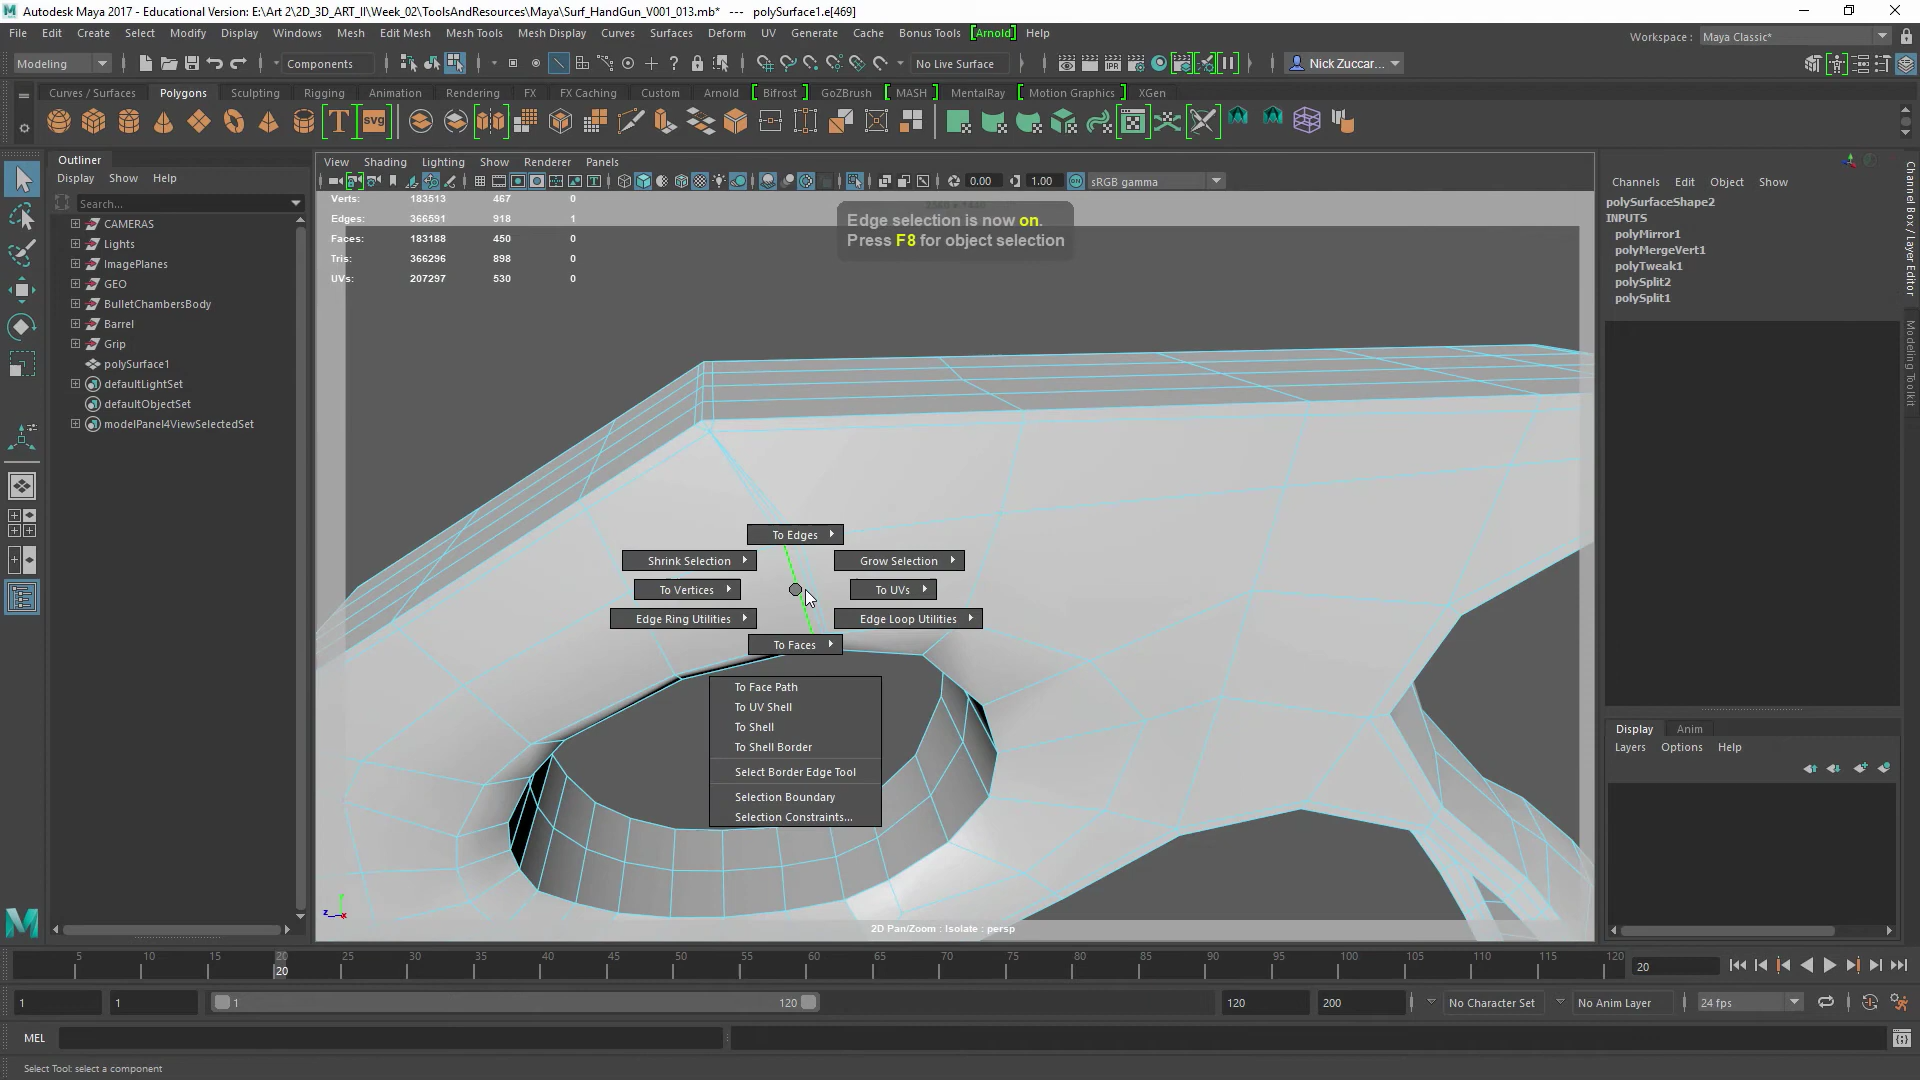 Autodesk Maya 2017 - Educational Version: E:\Art 2\2D_3D_ART_II\Week_02\ToolsAndResources\Maya\Surf_HandGun_V001_013.mb* --- polySurface1.e[469]
File Edit Create Select Modify Display Windows Mesh Edit Mesh Mesh Tools Mesh Display Curves Surfaces Deform UV Generate Cache Bonus Tools [Arnold] Help
Workspace : Maya Classic*
Modeling Components No Live Surface Nick Zuccar...
Curves / Surfaces Polygons Sculpting Rigging Animation Rendering FX FX Caching Custom Arnold [ Bifrost ] GoZBrush [ MASH ] MentalRay [ Motion Graphics ] XGen
T svg
Outliner
Display Show Help
Search...
CAMERAS
Lights
ImagePlanes
GEO
BulletChambersBody
Barrel
Grip
polySurface1
defaultLightSet
defaultObjectSet
modelPanel4ViewSelectedSet
View Shading Lighting Show Renderer Panels
0.00 1.00 ON sRGB gamma
Verts: 183513 467
Edges: 366591 918 1
Faces: 183188 450 0
Tris: 366296 898 0
UVs: 207297 530 0
Edge selection is now on.
Press F8 for object selection
To Edges
Shrink Selection
Grow Selection
To Vertices
To UVs
Edge Ring Utilities
Edge Loop Utilities
To Faces
To Face Path
To UV Shell
To Shell
To Shell Border
Select Border Edge Tool
Selection Boundary
Selection Constraints...
2D Pan/Zoom : Isolate : persp
Channels Edit Object Show
polySurfaceShape2
INPUTS
polyMirror1
polyMergeVert1
polyTweak1
polySplit2
polySplit1
Channel Box / Layer Editor
Modeling Toolkit
Display Anim
Layers Options Help
5 10 15 20 25 30 35 40 45 50 55 60 65 70 75 80 85 90 95 100 105 110 115 120
20
20
1 1 1 120 120 200 No Character Set No Anim Layer 24 fps
MEL
Select Tool: select a component